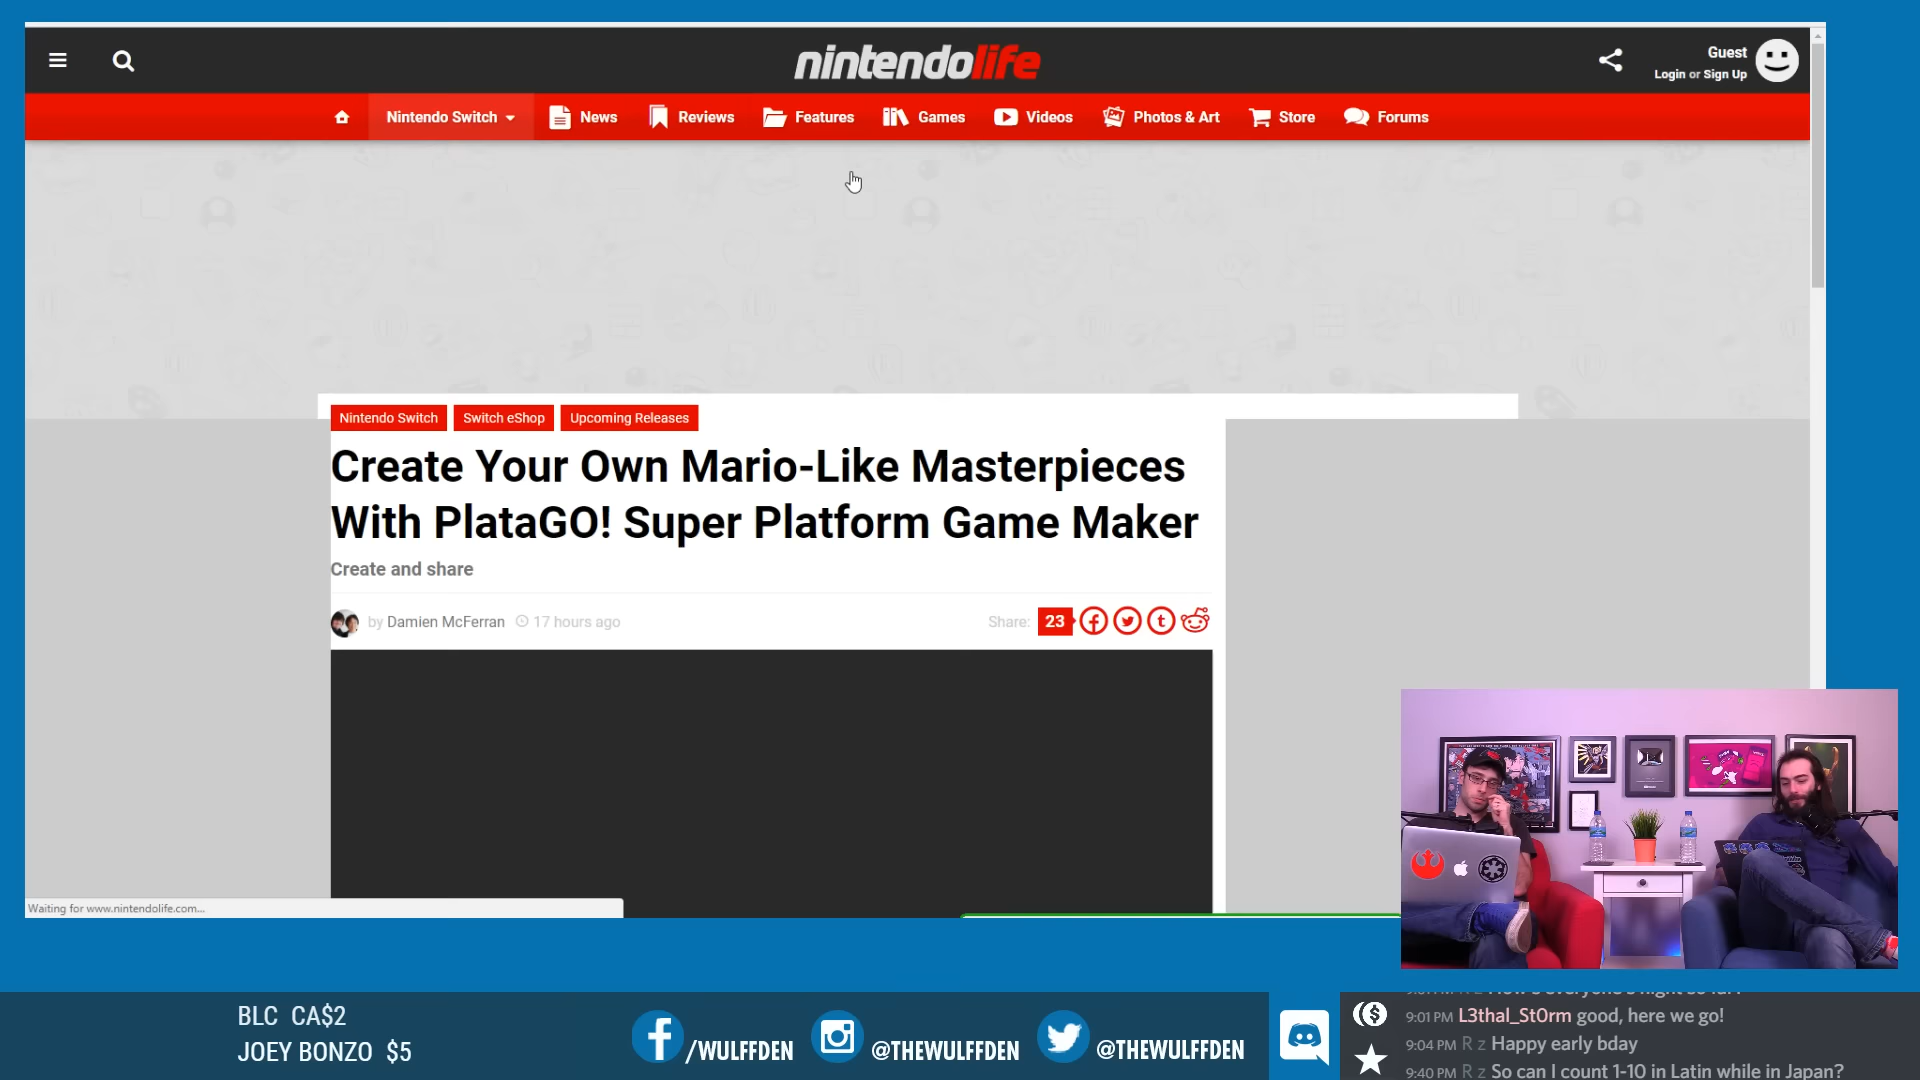 nintendolife
Guest
Login or Sign Up
Nintendo Switch
News
Reviews
Features
Games
Videos
Photos & Art
Store
Forums
Nintendo Switch
Switch eShop
Upcoming Releases
Create Your Own Mario-Like Masterpieces
With PlataGO! Super Platform Game Maker
Create and share
by Damien McFerran
17 hours ago
Share:
23
Waiting for www.nintendolife.com...
BLC CA$2
JOEY BONZO $5
/WULFFDEN
@THEWULFFDEN
@THEWULFFDEN
9:01 PM L3thal_St0rm good, here we go!
9:04 PM R z Happy early bday
9:40 PM R z So can I count 1-10 in Latin while in Japan?